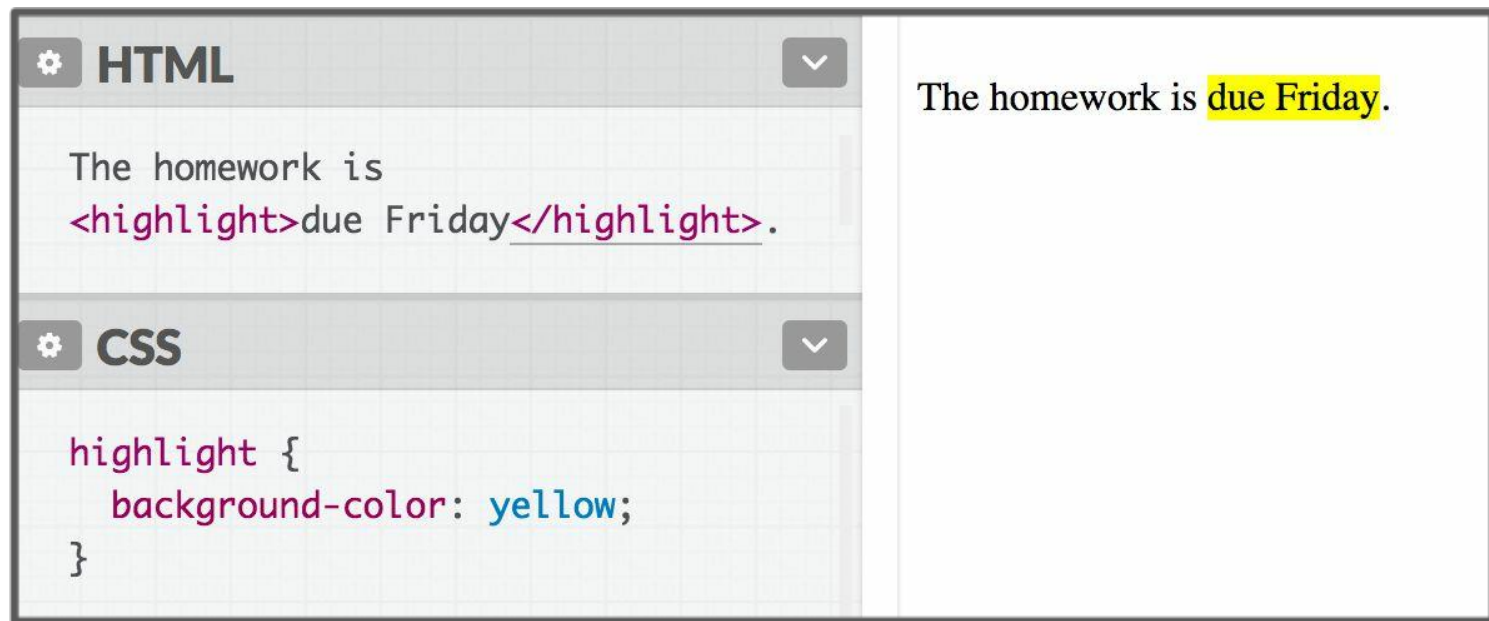 HTML
The homework is
<highlight>due Friday</highlight>.
CSS
highlight {
  background-color: yellow;
}
The homework is due Friday.